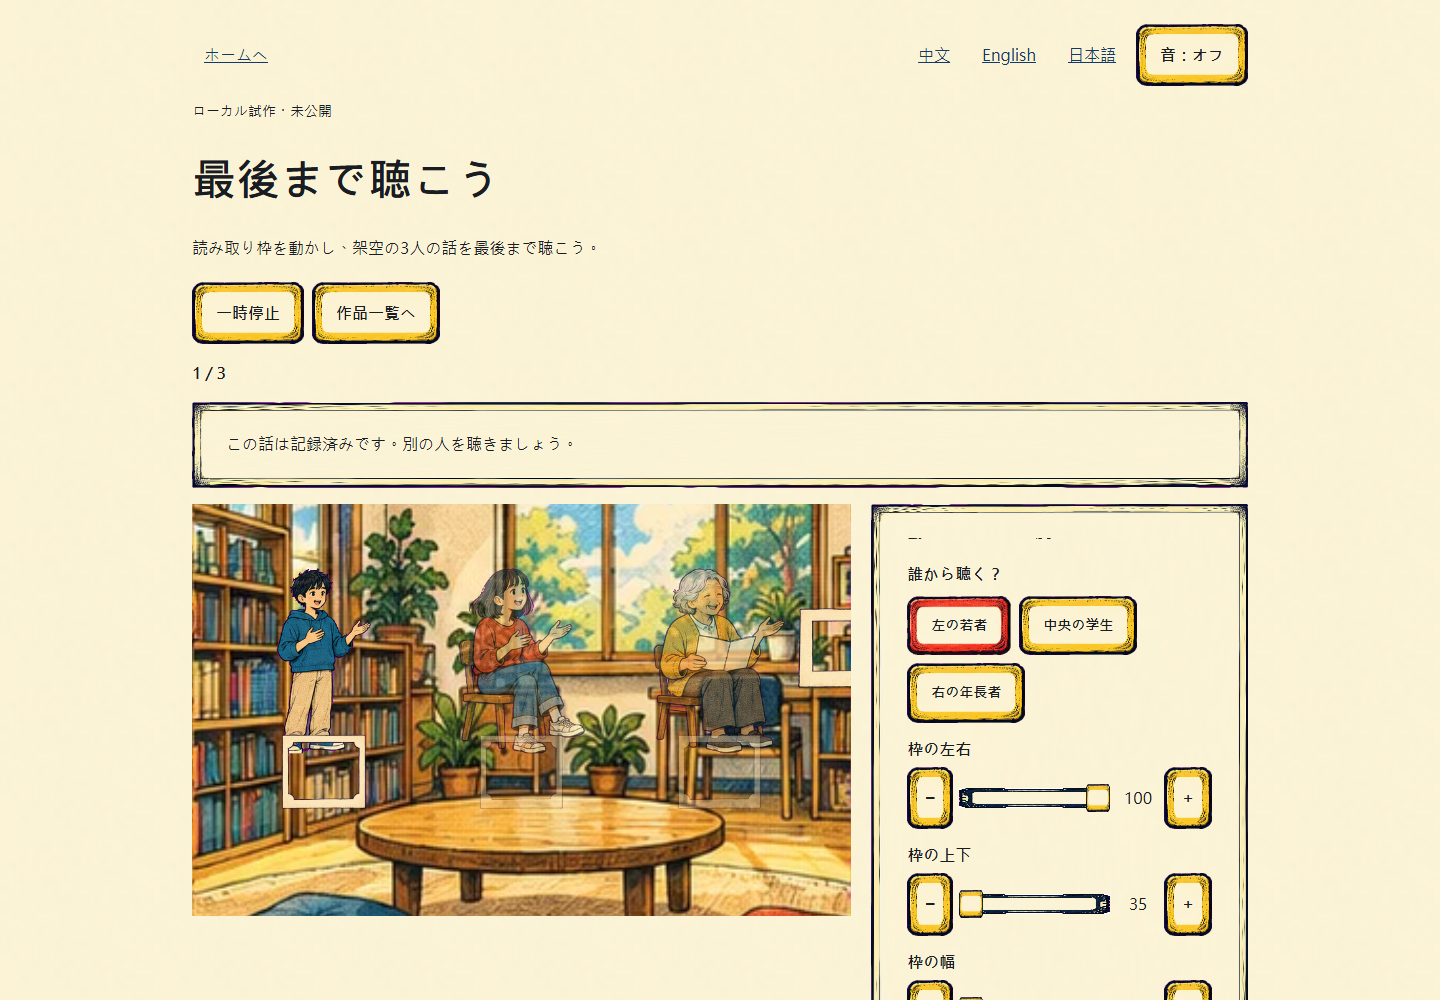 ホームへ
中文 English 日本語 音：オフ
ローカル試作・未公開
最後まで聴こう
読み取り枠を動かし、架空の3人の話を最後まで聴こう。
一時停止 作品一覧へ
1 / 3
この話は記録済みです。別の人を聴きましょう。
誰から聴く？
左の若者 中央の学生
右の年長者
枠の左右
− 100 +
枠の上下
− 35 +
枠の幅